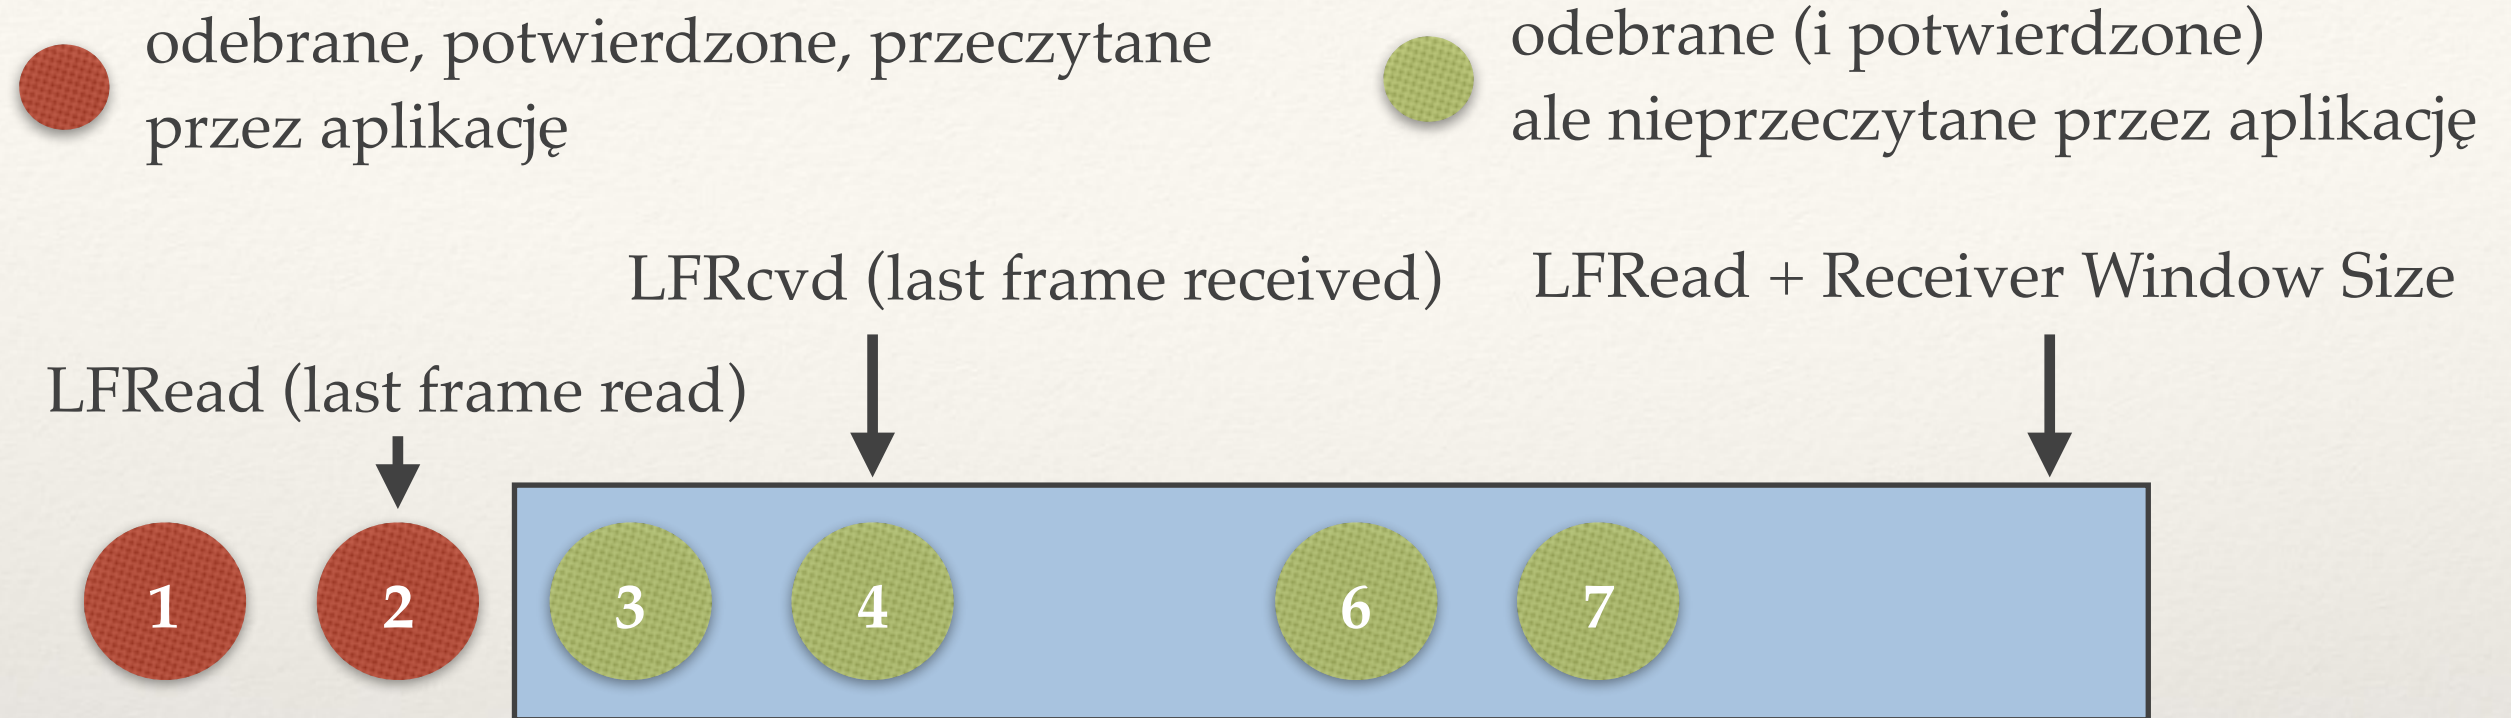 odebrane, potwierdzone, przeczytane
przez aplikację
odebrane (i potwierdzone)
ale nieprzeczytane przez aplikację
LFRcvd (last frame received)
LFRead + Receiver Window Size
LFRead (last frame read)
1 2 3 4 6 7